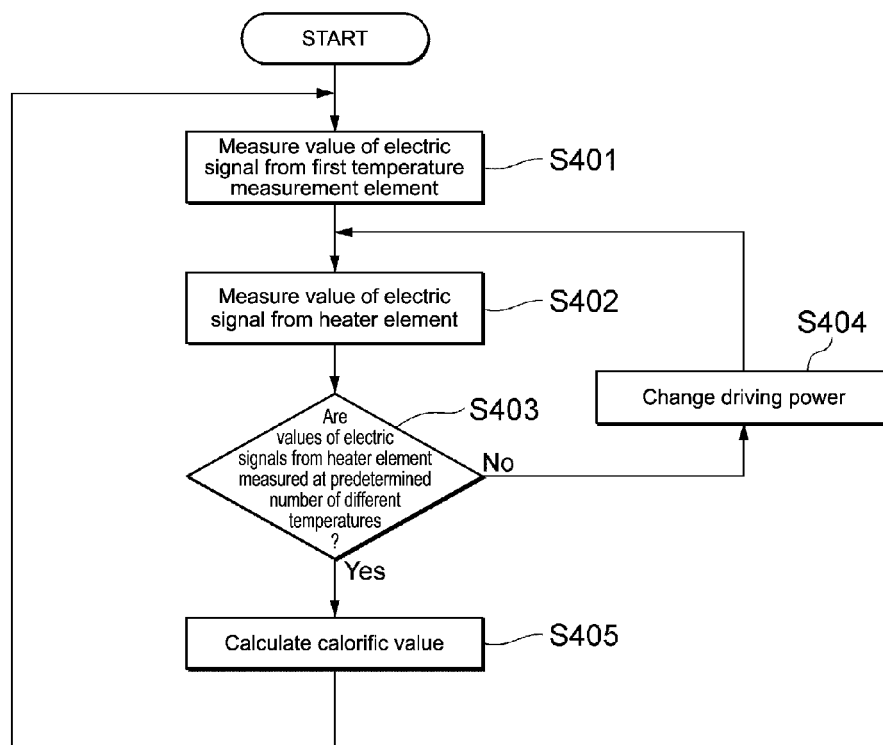 START
Measure value of electric
signal from first temperature
measurement element
S401
Measure value of electric
signal from heater element
S402
S404
Change driving power
S403
Are
values of electric
signals from heater element
measured at predetermined
number of different
temperatures
?
No
Yes
Calculate calorific value
S405